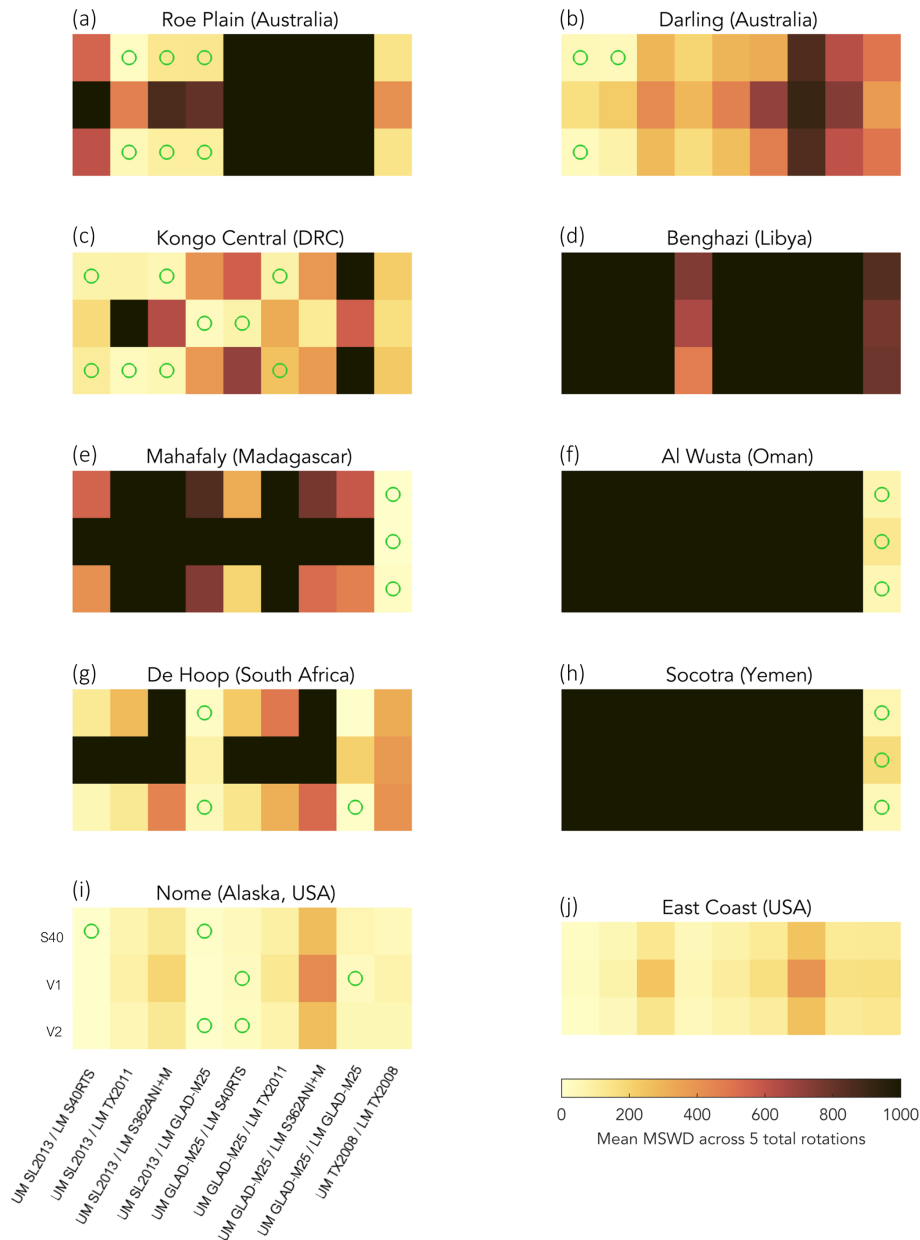 (a) Roe Plain (Australia)
(b) Darling (Australia)
(c) Kongo Central (DRC)
(d) Benghazi (Libya)
(e) Mahafaly (Madagascar)
(f) Al Wusta (Oman)
(g) De Hoop (South Africa)
(h) Socotra (Yemen)
(i) Nome (Alaska, USA)
(j) East Coast (USA)
S40
V1
V2
UM SL2013 / LM S40RTS
UM SL2013 / LM TX2011
UM SL2013 / LM S362ANI+M
UM SL2013 / LM GLAD-M25
UM GLAD-M25 / LM S40RTS
UM GLAD-M25 / LM TX2011
UM GLAD-M25 / LM S362ANI+M
UM GLAD-M25 / LM GLAD-M25
UM TX2008 / LM TX2008
0 200 400 600 800 1000
Mean MSWD across 5 total rotations